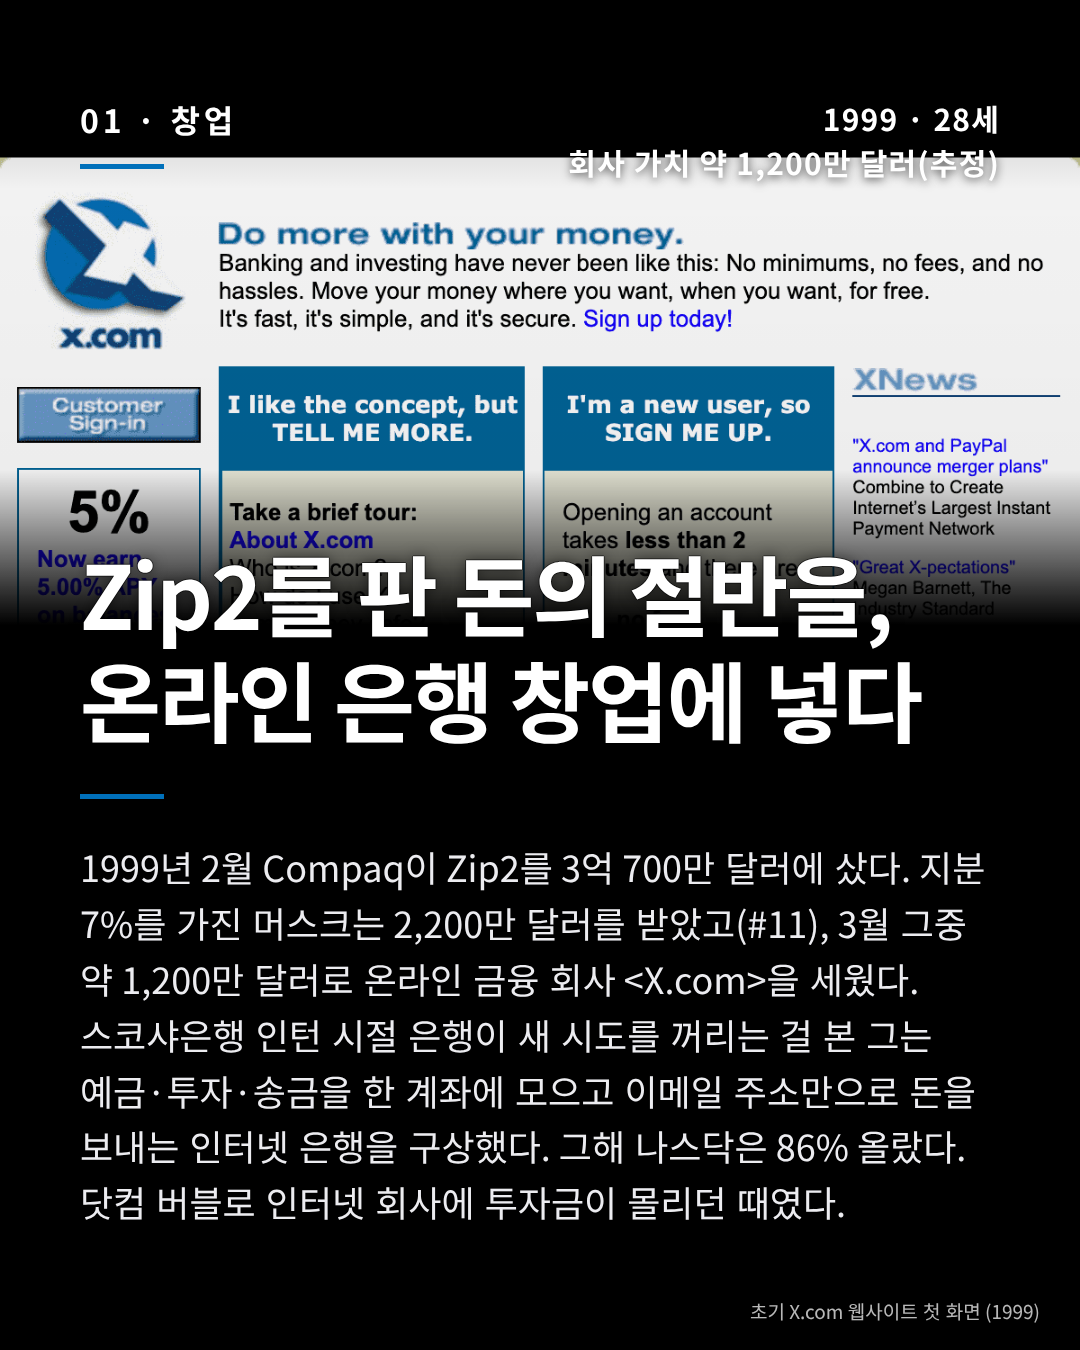 01 · 창업
1999 · 28세
회사 가치 약 1,200만 달러(추정)
x.com
Do more with your money.
Banking and investing have never been like this: No minimums, no fees, and no
hassles. Move your money where you want, when you want, for free.
It's fast, it's simple, and it's secure. Sign up today!
Customer
Sign-in
I like the concept, but
TELL ME MORE.
I'm a new user, so
SIGN ME UP.
XNews
"X.com and PayPal
announce merger plans"
Combine to Create
Internet's Largest Instant
Payment Network
"Great X-pectations"
Megan Barnett, The
Industry Standard
5%
Now earn
5.00%
Take a brief tour:
About X.com
Opening an account
takes less than 2
Zip2를 판 돈의 절반을,
온라인 은행 창업에 넣다
1999년 2월 Compaq이 Zip2를 3억 700만 달러에 샀다. 지분
7%를 가진 머스크는 2,200만 달러를 받았고(#11), 3월 그중
약 1,200만 달러로 온라인 금융 회사 <X.com>을 세웠다.
스코샤은행 인턴 시절 은행이 새 시도를 꺼리는 걸 본 그는
예금·투자·송금을 한 계좌에 모으고 이메일 주소만으로 돈을
보내는 인터넷 은행을 구상했다. 그해 나스닥은 86% 올랐다.
닷컴 버블로 인터넷 회사에 투자금이 몰리던 때였다.
초기 X.com 웹사이트 첫 화면 (1999)